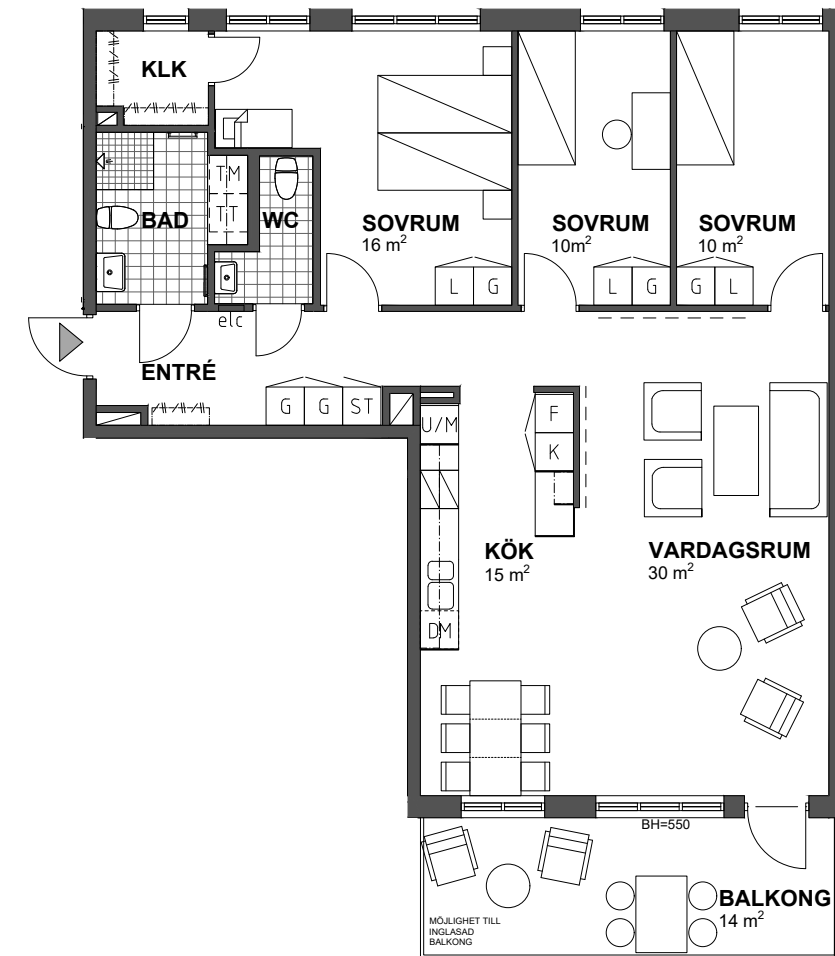 KLK
TM
TT
BAD
WC
SOVRUM
16 m²
SOVRUM
10m²
SOVRUM
10 m²
L G
L G
G L
elc
ENTRÉ
G G ST
U/M
F
K
KÖK
15 m²
VARDAGSRUM
30 m²
DM
BH=550
BALKONG
14 m²
MÖJLIGHET TILL
INGLASAD
BALKONG